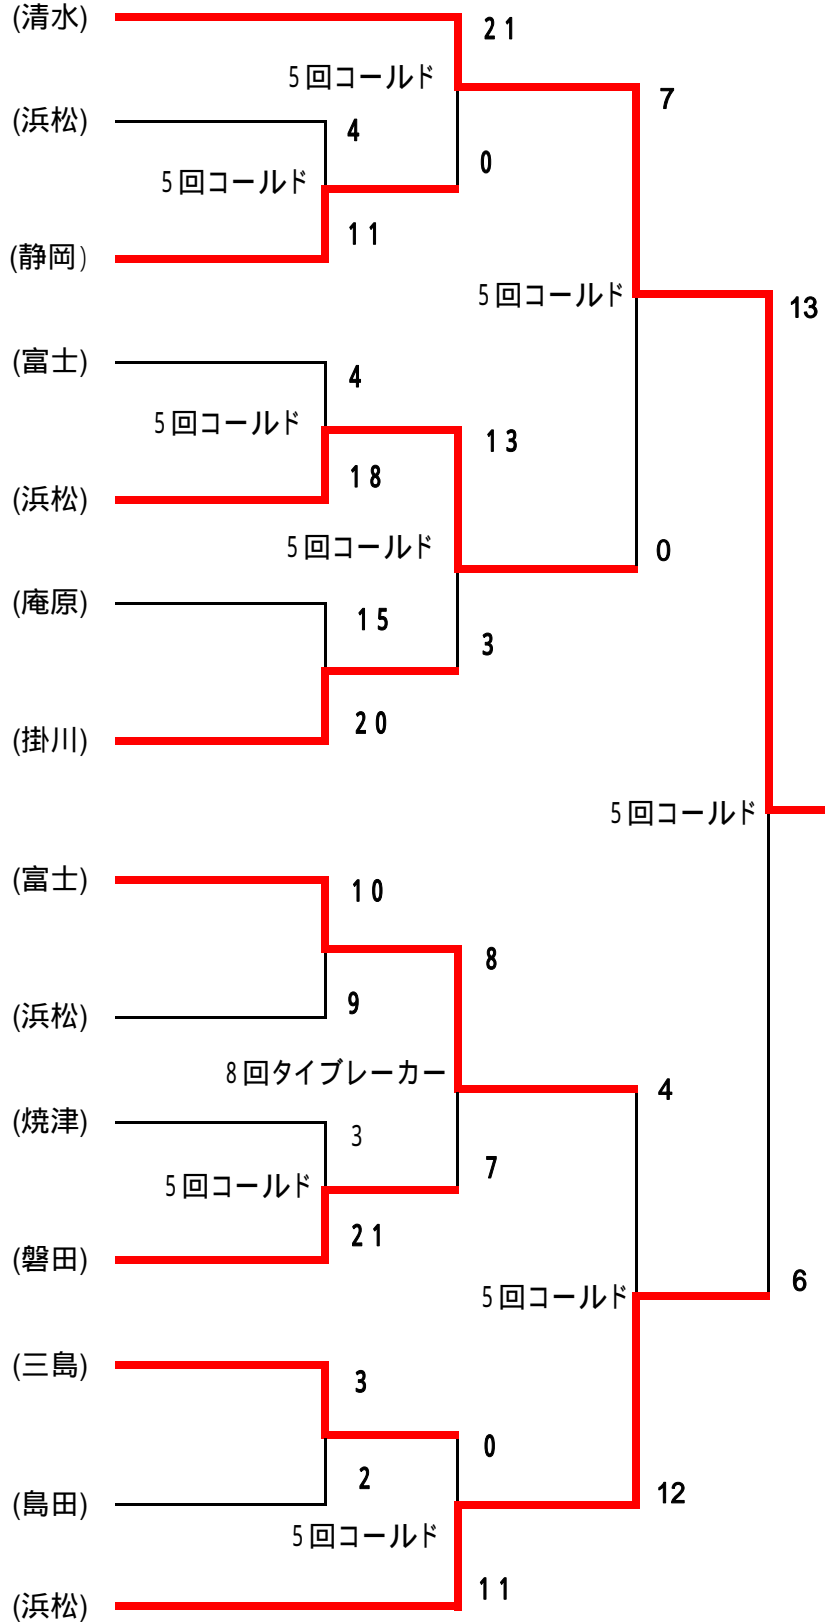 (清水)
21
5回コールド
7
(浜松)
4
0
5回コールド
11
(静岡)
5回コールド
13
(富士)
4
5回コールド
13
18
(浜松)
5回コールド
0
(庵原)
15
3
20
(掛川)
5回コールド
(富士)
10
8
9
(浜松)
8回タイブレーカー
4
(焼津)
3
7
5回コールド
21
(磐田)
6
5回コールド
(三島)
3
0
2
12
(島田)
5回コールド
11
(浜松)